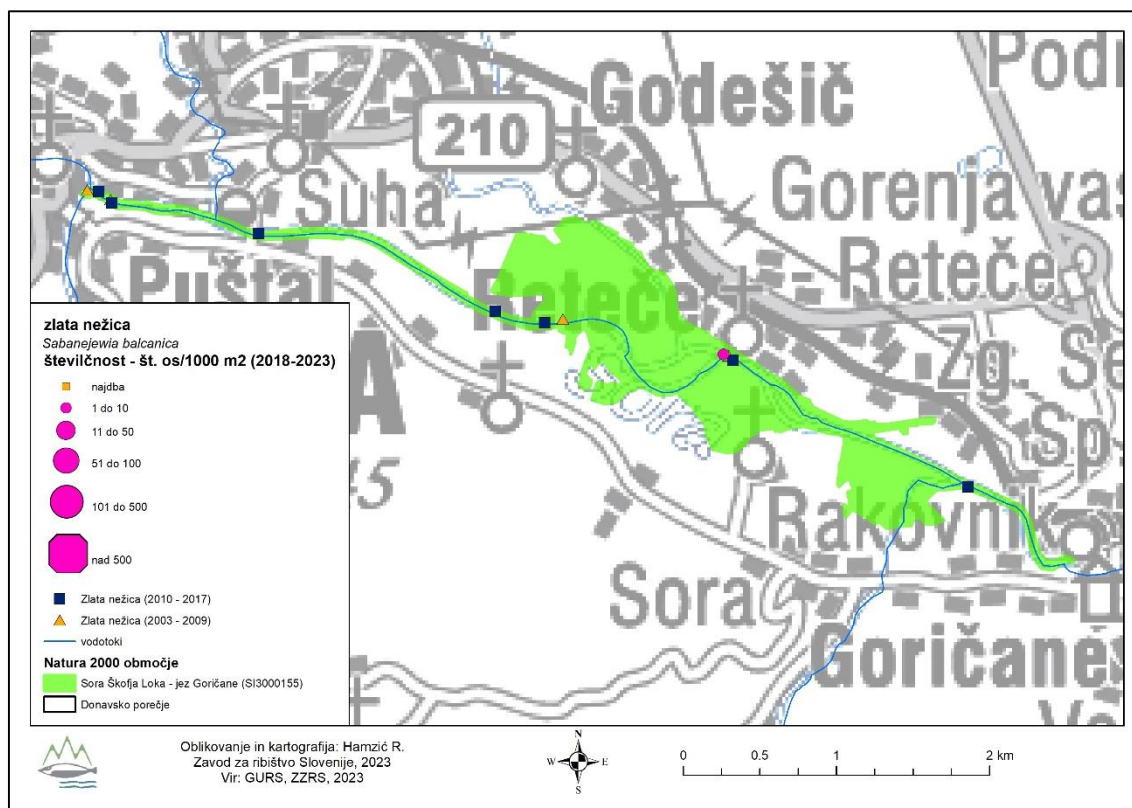 Godešič
Podr
210
Gorenja vas
Suha
Reteče
Puštal
Rateče
Zg. Se
Sora
A
45
Sp.
Rakovnik
Sora
Goričane
zlata nežica
Sabanejewia balcanica
številčnost - št. os/1000 m2 (2018-2023)
najdba
1 do 10
11 do 50
51 do 100
101 do 500
nad 500
Zlata nežica (2010 - 2017)
Zlata nežica (2003 - 2009)
vodotoki
Natura 2000 območje
Sora Škofja Loka - jez Goričane (SI3000155)
Donavsko porečje
Oblikovanje in kartografija: Hamzić R.
Zavod za ribištvo Slovenije, 2023
Vir: GURS, ZZRS, 2023
N
W E
S
0 0.5 1 2 km